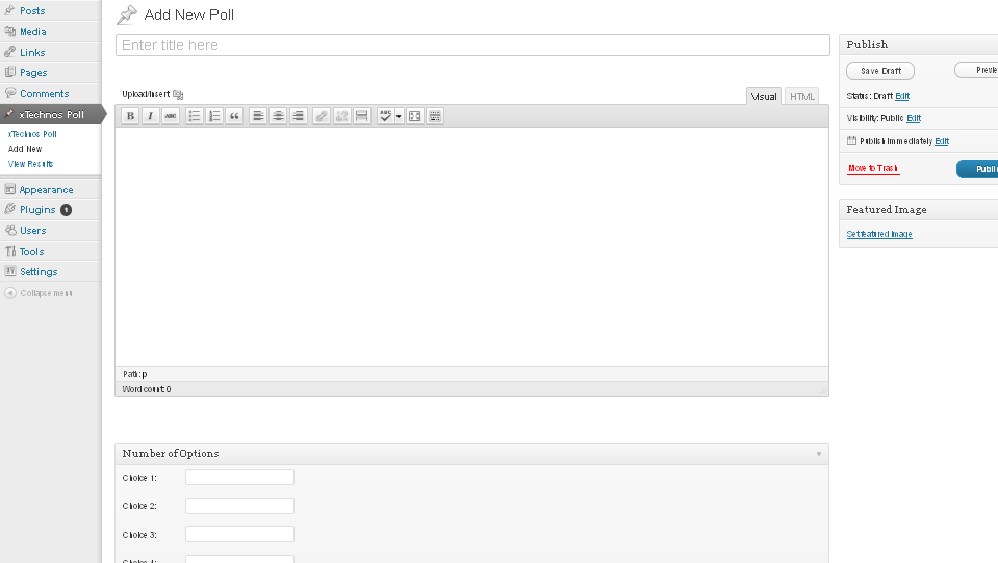 Posts
Media
Links
Pages
Comments
xTechnos Poll
xTechnos Poll
Add New
View Results
Appearance
Plugins 1
Users
Tools
Settings
Collapse menu
Add New Poll
Enter title here
Upload/Insert
Visual
HTML
B I ABC
ABC
Path: p
Word count: 0
Number of Options
Choice 1:
Choice 2:
Choice 3:
Choice 4:
Publish
Save Draft
Previe
Status: Draft Edit
Visibility: Public Edit
Publish immediately Edit
Move to Trash
Publi
Featured Image
Set featured image